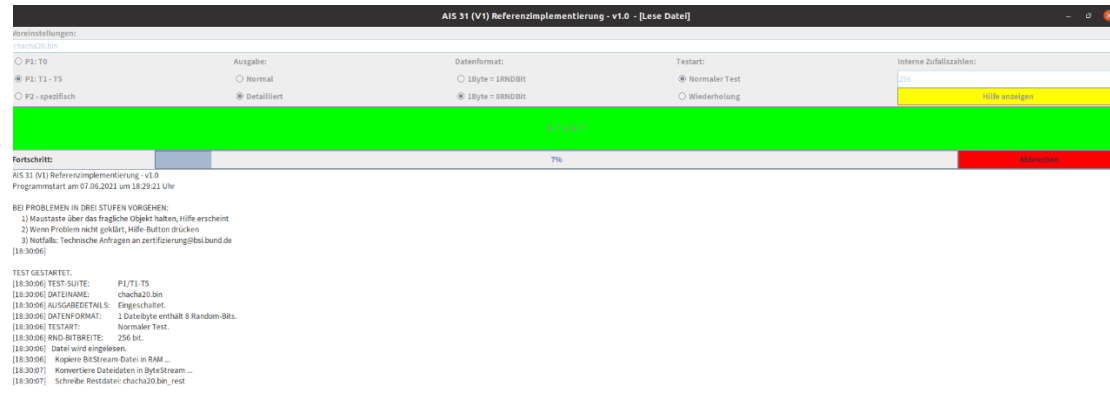 AIS 31 (V1) Referenzimplementierung - v1.0 - [Lese Datei]
Voreinstellungen:
chacha20.bin
P1: T0 Ausgabe: Datenformat: Testart: Interne Zufallszahlen:
P1: T1 - T5 Normal 1Byte = 1RNDBit Normaler Test 256
P2 - spezifisch Detailliert 1Byte = 8RNDBit Wiederholung Hilfe anzeigen
START
Fortschritt: 7% Abbrechen
AIS 31 (V1) Referenzimplementierung - v1.0
Programmstart am 07.06.2021 um 18:29:21 Uhr
BEI PROBLEMEN IN DREI STUFEN VORGEHEN:
1) Maustaste über das fragliche Objekt halten, Hilfe erscheint
2) Wenn Problem nicht geklärt, Hilfe-Button drücken
3) Notfalls: Technische Anfragen an zertifizierung@bsi.bund.de
[18:30:06]
TEST GESTARTET.
[18:30:06] TEST-SUITE: P1/T1-T5
[18:30:06] DATEINAME: chacha20.bin
[18:30:06] AUSGABEDETAILS: Eingeschaltet.
[18:30:06] DATENFORMAT: 1 Dateibyte enthält 8 Random-Bits.
[18:30:06] TESTART: Normaler Test.
[18:30:06] RND-BITBREITE: 256 bit.
[18:30:06] Datei wird eingelesen.
[18:30:06] Kopiere BitStream-Datei in RAM ...
[18:30:07] Konvertiere Dateidaten in ByteStream ...
[18:30:07] Schreibe Restdatei: chacha20.bin_rest